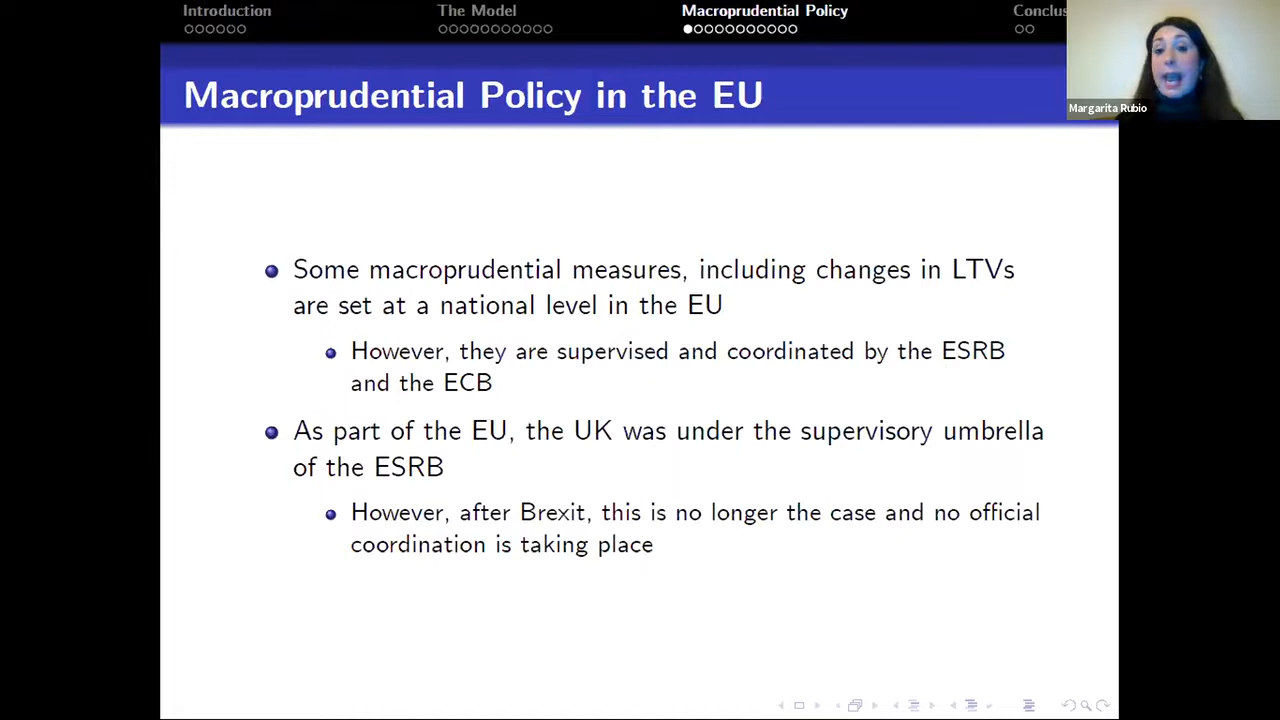 Introduction
The Model
Macroprudential Policy
Conclus
Macroprudential Policy in the EU
Margarita Rubio
Some macroprudential measures, including changes in LTVs
are set at a national level in the EU
However, they are supervised and coordinated by the ESRB
and the ECB
As part of the EU, the UK was under the supervisory umbrella
of the ESRB
However, after Brexit, this is no longer the case and no official
coordination is taking place